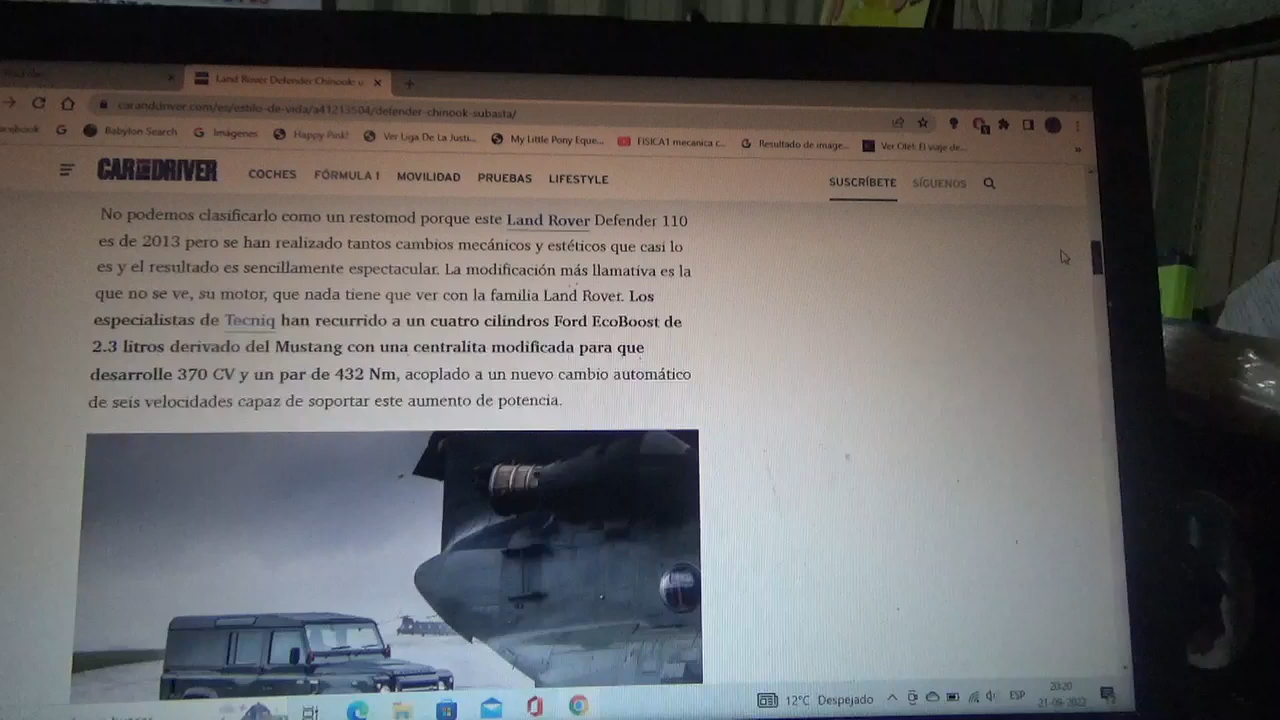 Land Rover Defender Chinook: u
caranddriver.com/es/estilo-de-vida/a41213504/defender-chinook-subasta/
Babylon Search
Imágenes
Happy Pink!
Ver Liga De La Justi...
My Little Pony Eque...
FISICA1 mecanica c...
Resultado de image...
Ver Olet: El viaje de...
CAR AND DRIVER
COCHES
FÓRMULA 1
MOVILIDAD
PRUEBAS
LIFESTYLE
SUSCRÍBETE
SÍGUENOS
No podemos clasificarlo como un restomod porque este Land Rover Defender 110
es de 2013 pero se han realizado tantos cambios mecánicos y estéticos que casi lo
es y el resultado es sencillamente espectacular. La modificación más llamativa es la
que no se ve, su motor, que nada tiene que ver con la familia Land Rover. Los
especialistas de Tecniq han recurrido a un cuatro cilindros Ford EcoBoost de
2.3 litros derivado del Mustang con una centralita modificada para que
desarrolle 370 CV y un par de 432 Nm, acoplado a un nuevo cambio automático
de seis velocidades capaz de soportar este aumento de potencia.
12°C Despejado
ESP
20:20
21-09-2022